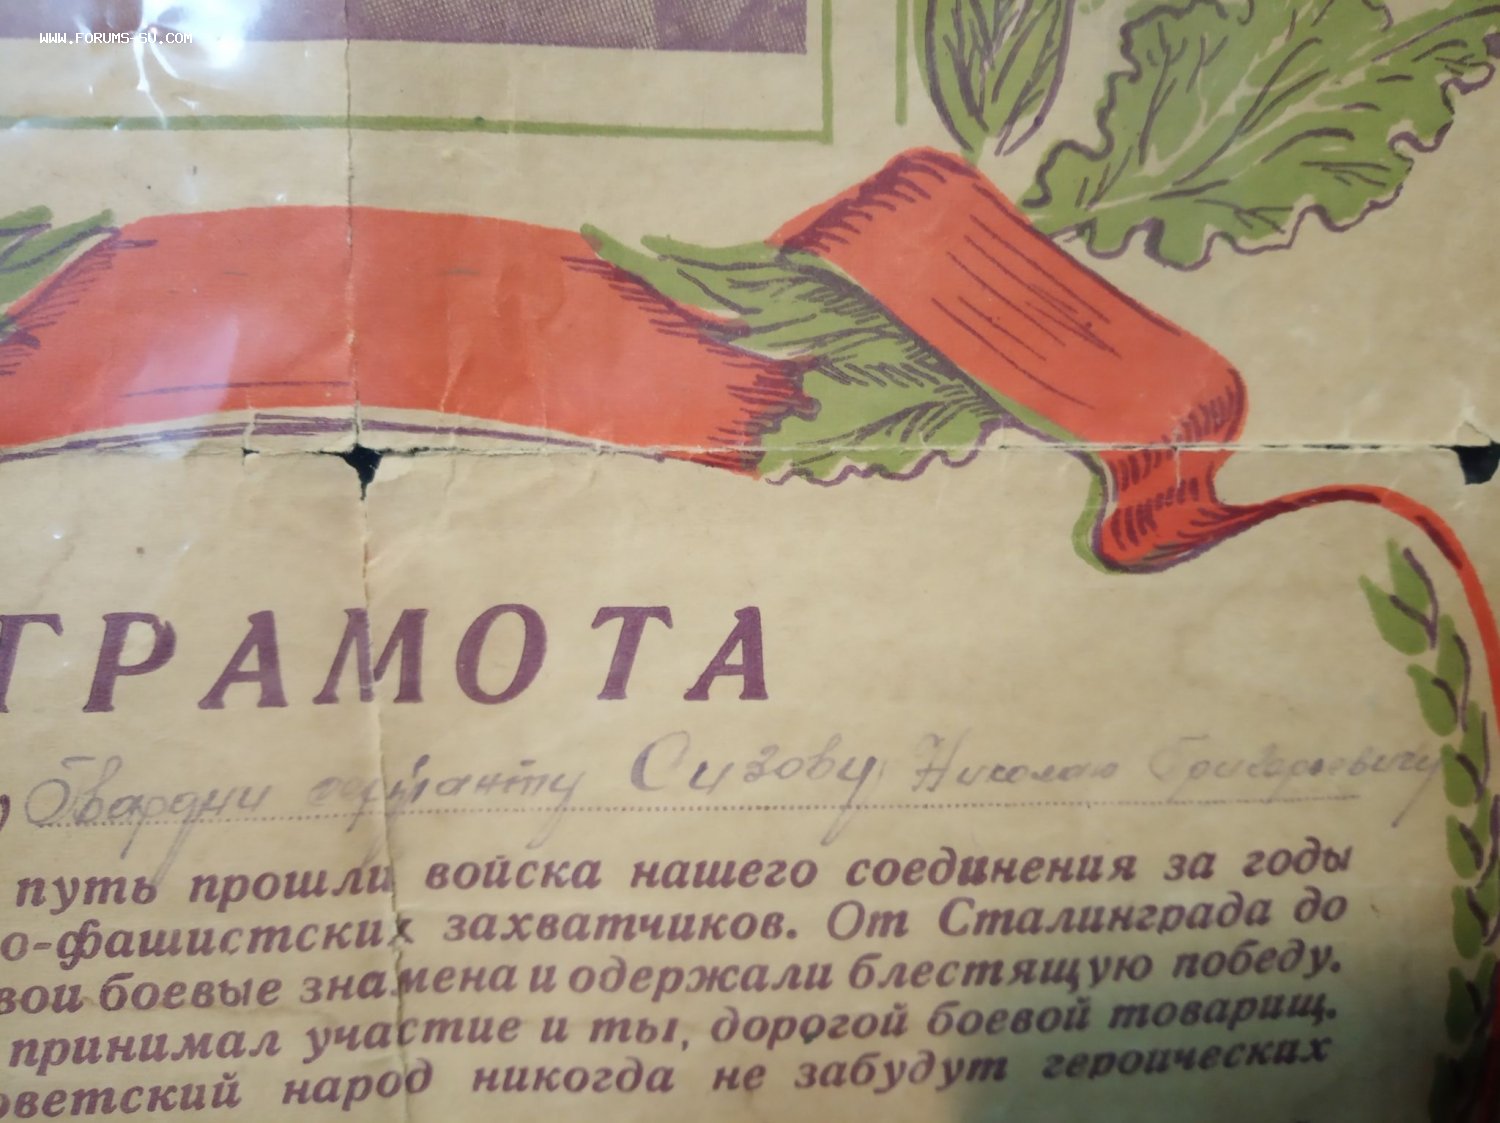 WWW.FORUMS-SU.COM
ГРАМОТА
Гвардии сержанту Сизову Николаю Григорьевичу
путь прошли войска нашего соединения за годы
о-фашистских захватчиков. От Сталинграда до
вои боевые знамена и одержали блестящую победу.
принимал участие и ты, дорогой боевой товарищ.
оветский народ никогда не забудут героических